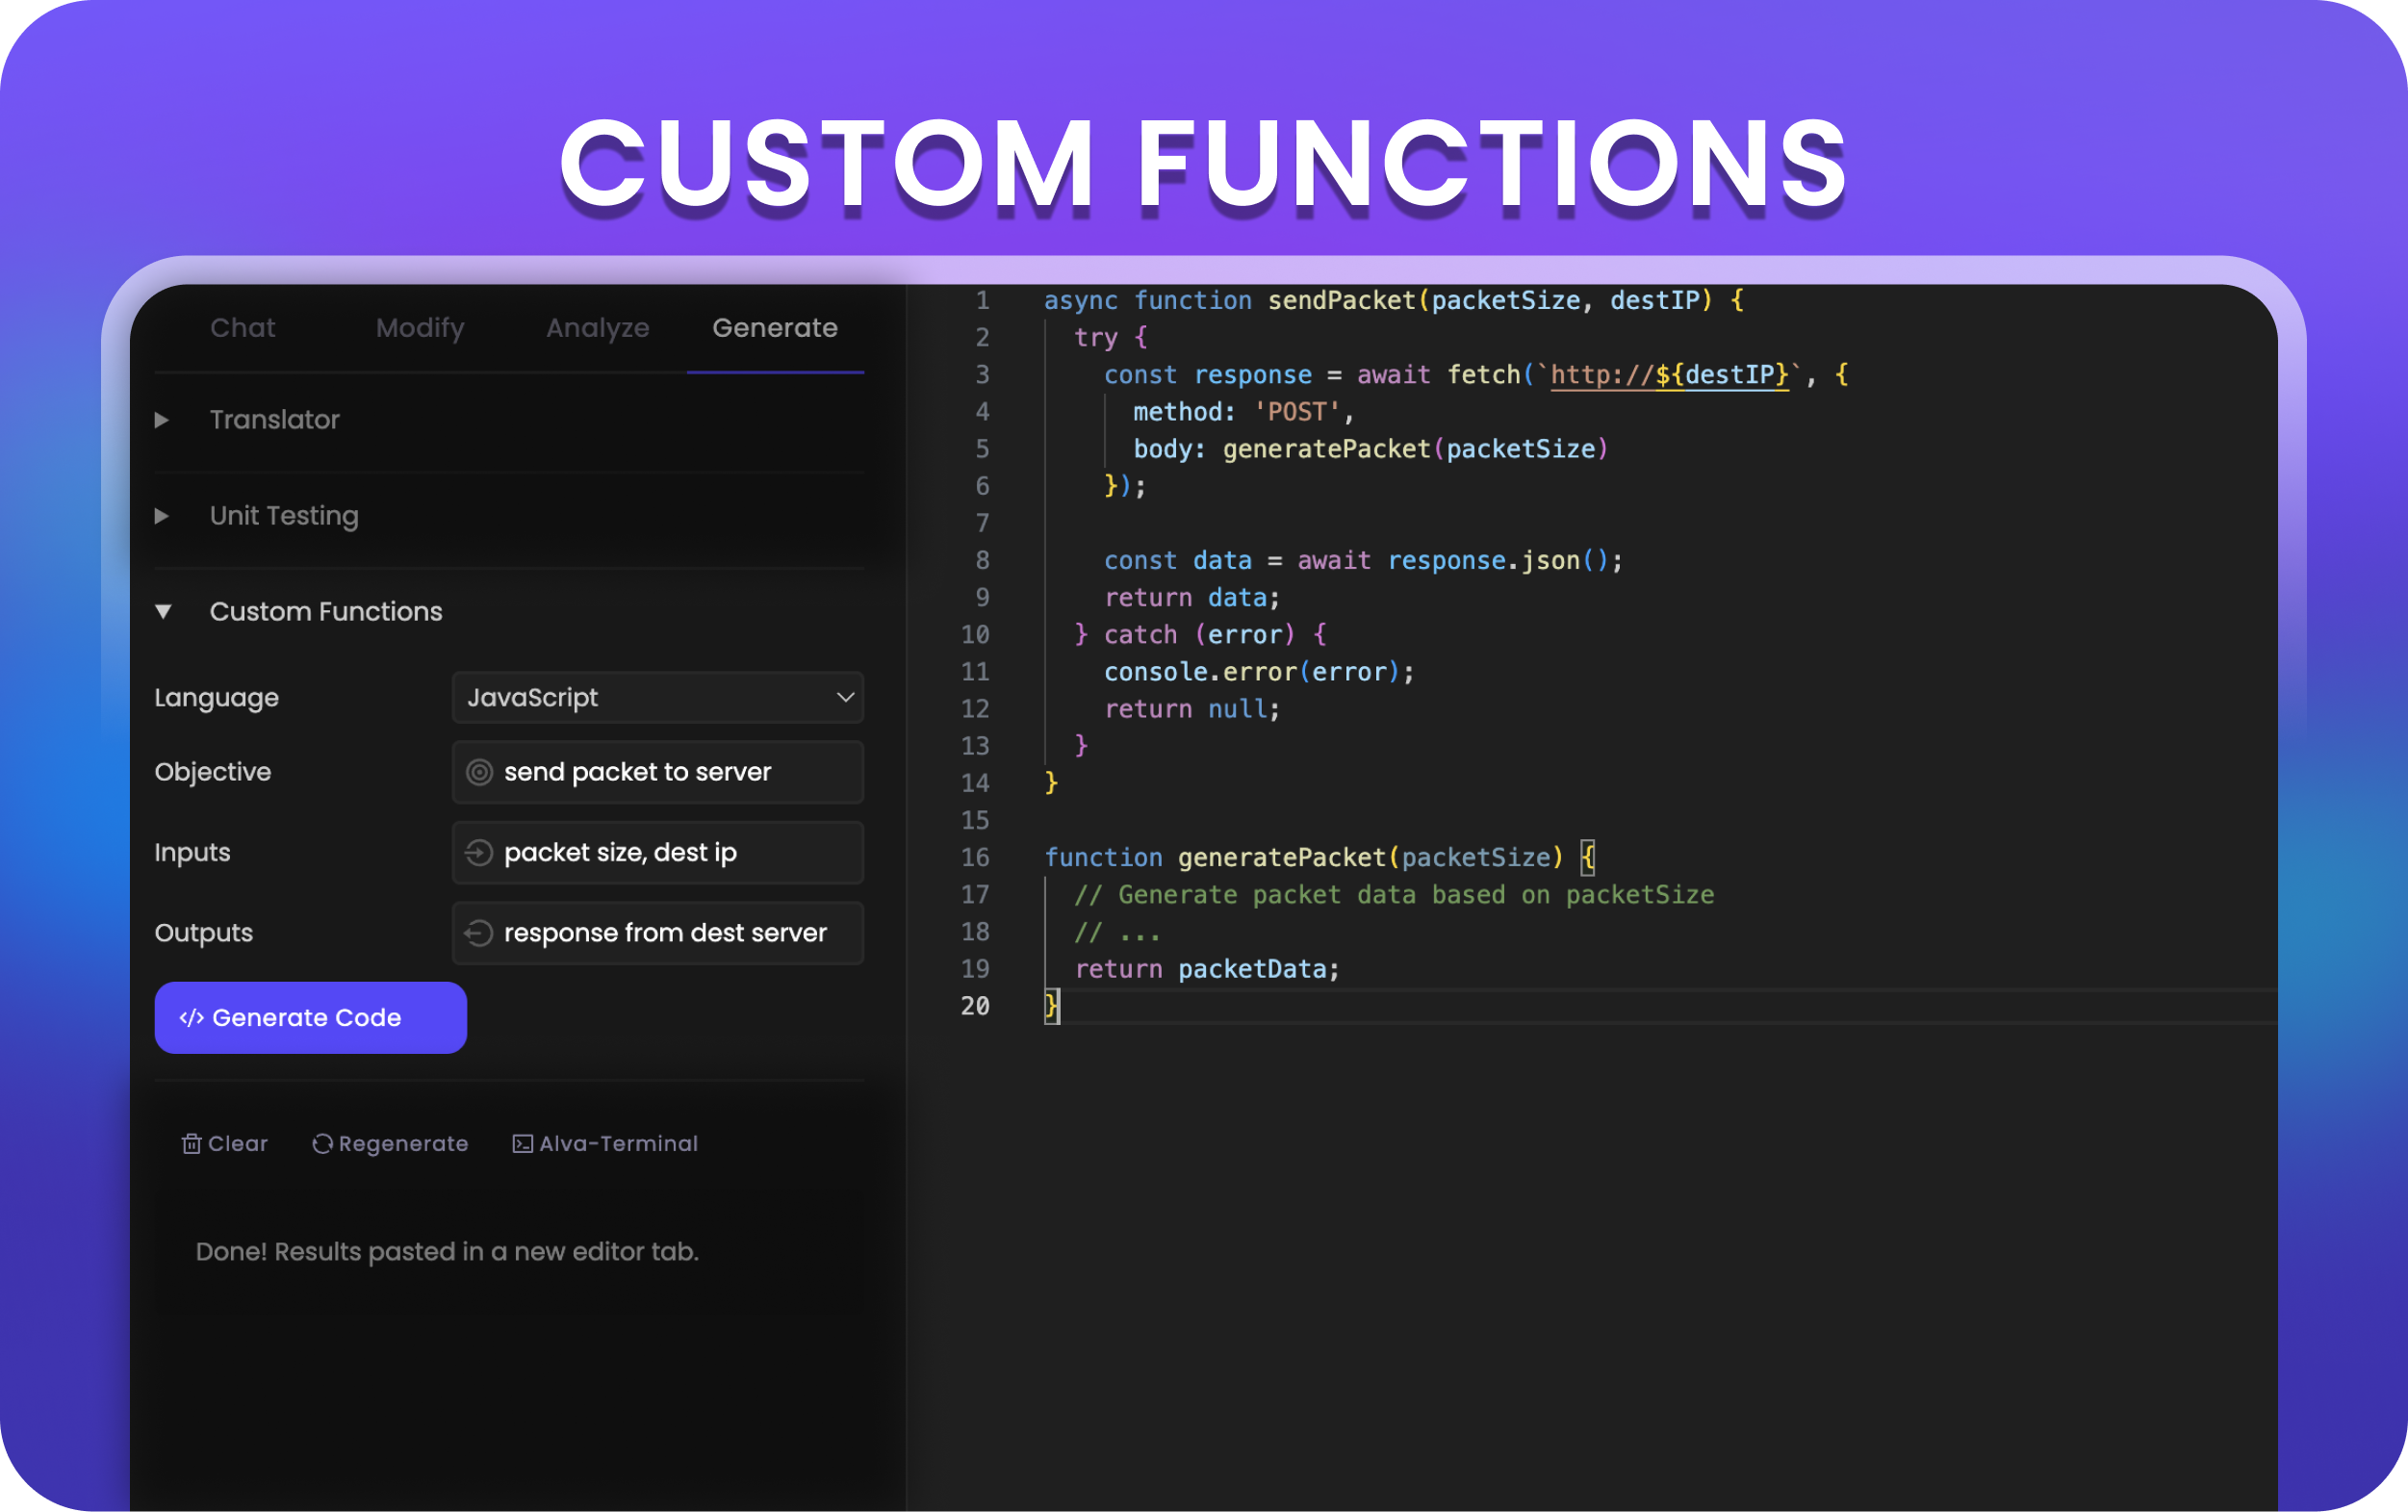 CUSTOM FUNCTIONS
Chat Modify Analyze Generate
Translator
Unit Testing
Custom Functions
Language JavaScript
Objective send packet to server
Inputs packet size, dest ip
Outputs response from dest server
</> Generate Code
Clear Regenerate Alva-Terminal
Done! Results pasted in a new editor tab.
1 async function sendPacket(packetSize, destIP) {
2 try {
3 const response = await fetch(`http://${destIP}`, {
4 method: 'POST',
5 body: generatePacket(packetSize)
6 });
7
8 const data = await response.json();
9 return data;
10 } catch (error) {
11 console.error(error);
12 return null;
13 }
14 }
15
16 function generatePacket(packetSize) {
17 // Generate packet data based on packetSize
18 // ...
19 return packetData;
20 }